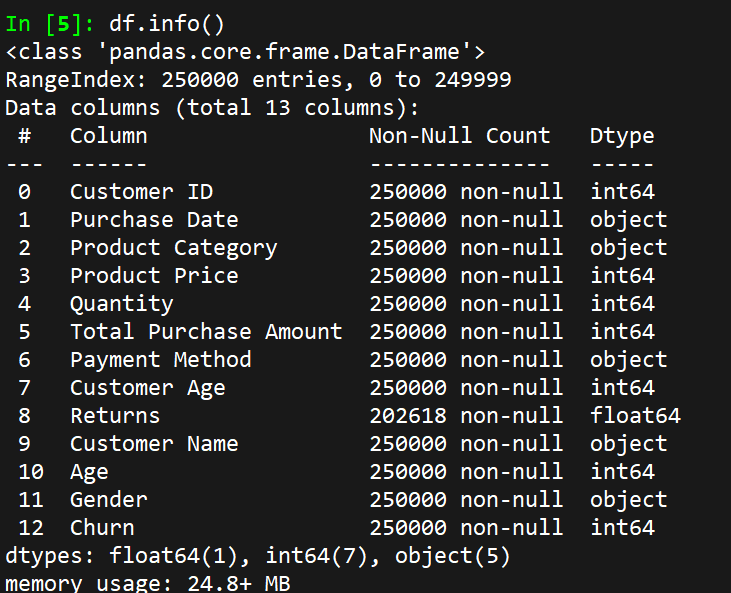 In [5]: df.info()
<class 'pandas.core.frame.DataFrame'>
RangeIndex: 250000 entries, 0 to 249999
Data columns (total 13 columns):
 #   Column                 Non-Null Count   Dtype
---  ------                 --------------   -----
 0   Customer ID            250000 non-null  int64
 1   Purchase Date          250000 non-null  object
 2   Product Category       250000 non-null  object
 3   Product Price          250000 non-null  int64
 4   Quantity               250000 non-null  int64
 5   Total Purchase Amount  250000 non-null  int64
 6   Payment Method         250000 non-null  object
 7   Customer Age           250000 non-null  int64
 8   Returns                202618 non-null  float64
 9   Customer Name          250000 non-null  object
 10  Age                    250000 non-null  int64
 11  Gender                 250000 non-null  object
 12  Churn                  250000 non-null  int64
dtypes: float64(1), int64(7), object(5)
memory usage: 24.8+ MB